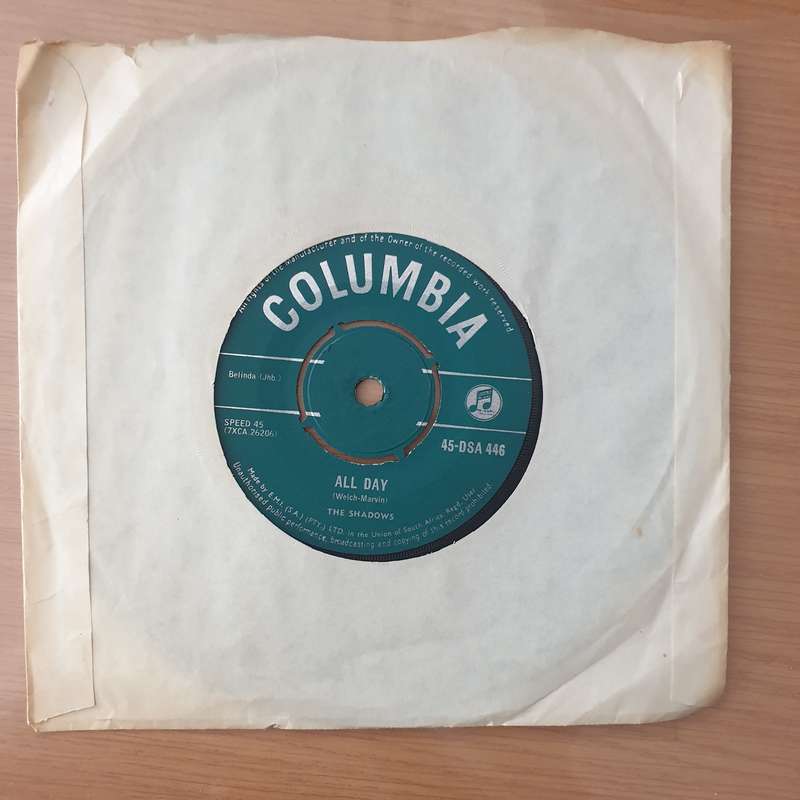 All rights of the Manufacturer and of the Owner of the recorded work reserved
COLUMBIA
Belinda (Jhb.)
SPEED 45
(7XCA.26206)
45-DSA 446
ALL DAY
(Welch-Marvin)
THE SHADOWS
Made by E.M.I. (S.A.) (PTY.) LTD. in the Union of South Africa. Regd. User
Unauthorised public performance, broadcasting and copying of this record prohibited.